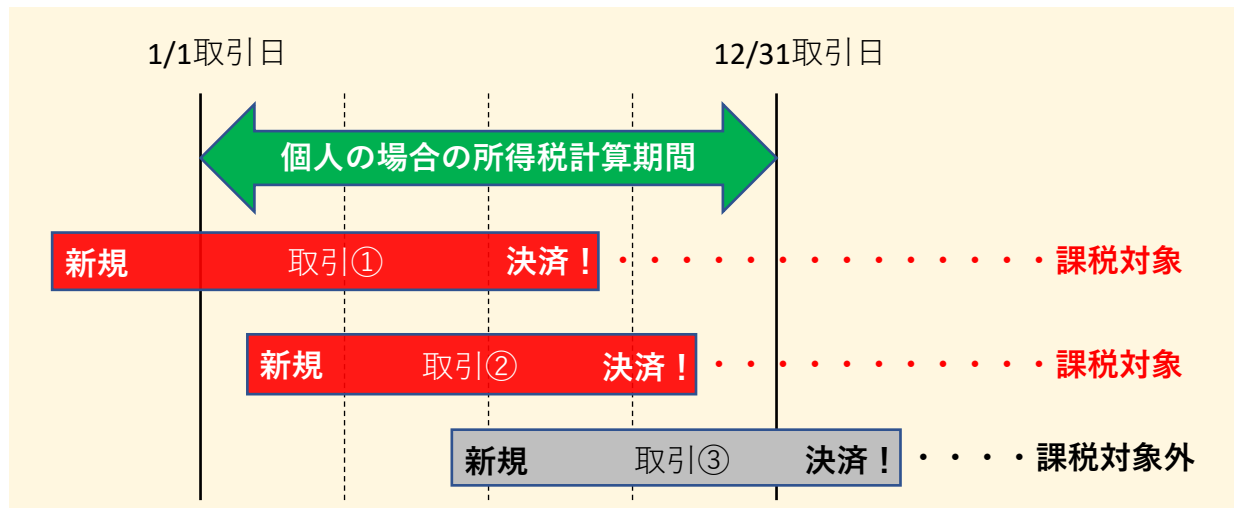 1/1取引日 12/31取引日
個人の場合の所得税計算期間
新規 取引① 決済！・・・・・・・・・・・・・・課税対象
新規 取引② 決済！・・・・・・・・・・・課税対象
新規 取引③ 決済！・・・・課税対象外